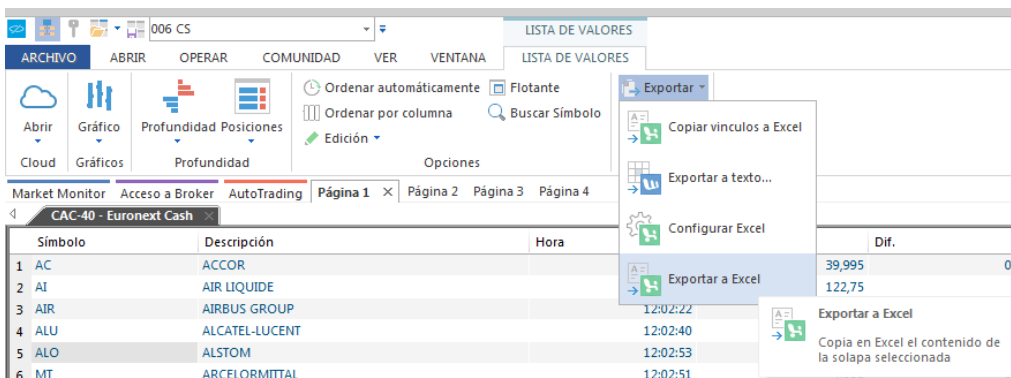 006 CS
LISTA DE VALORES
ARCHIVO ABRIR OPERAR COMUNIDAD VER VENTANA LISTA DE VALORES
Abrir
Gráfico
Profundidad Posiciones
Ordenar automáticamente
Flotante
Ordenar por columna
Buscar Símbolo
Edición
Exportar
Cloud
Gráficos
Profundidad
Opciones
Copiar vinculos a Excel
Exportar a texto...
Configurar Excel
Exportar a Excel
Market Monitor Acceso a Broker AutoTrading Página 1 Página 2 Página 3 Página 4
CAC-40 - Euronext Cash
Símbolo Descripción Hora Dif.
1 AC ACCOR 39,995 0
2 AI AIR LIQUIDE 122,75
3 AIR AIRBUS GROUP 12:02:22
4 ALU ALCATEL-LUCENT 12:02:40
5 ALO ALSTOM 12:02:53
6 MT ARCELORMITTAL 12:02:51
Exportar a Excel
Copia en Excel el contenido de
la solapa seleccionada